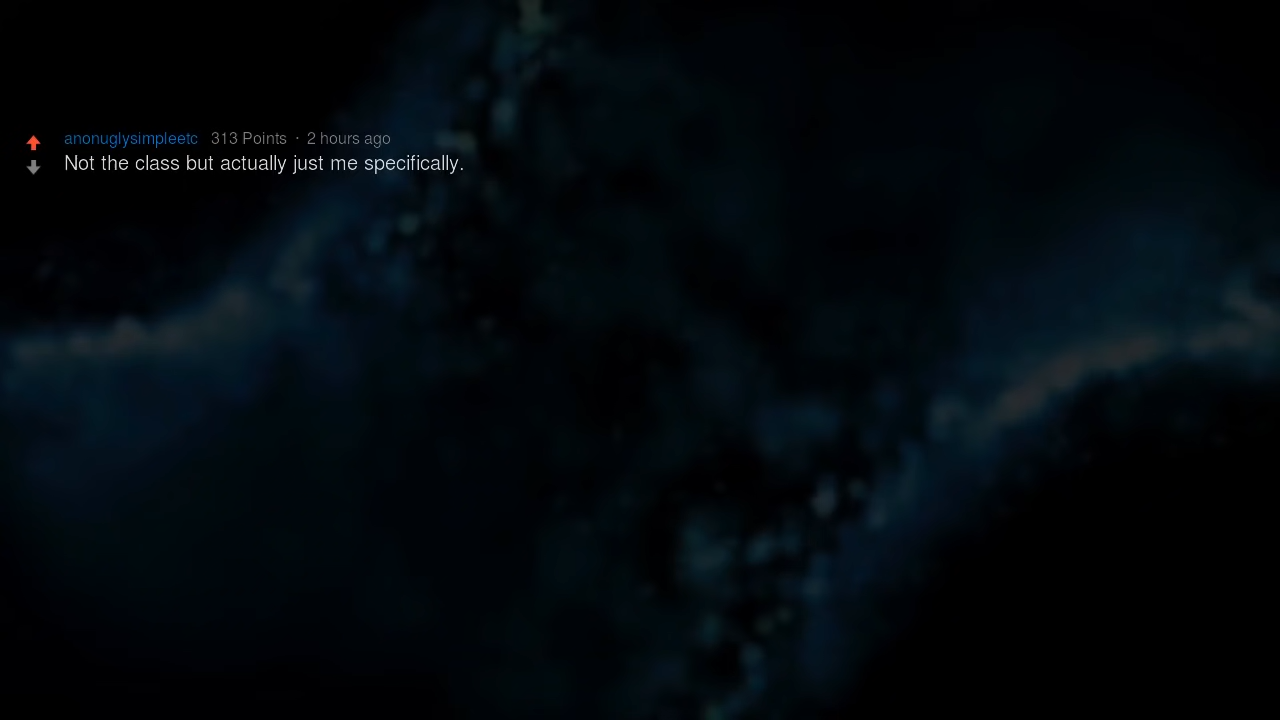 anonuglysimpleetc 313 Points · 2 hours ago
Not the class but actually just me specifically.